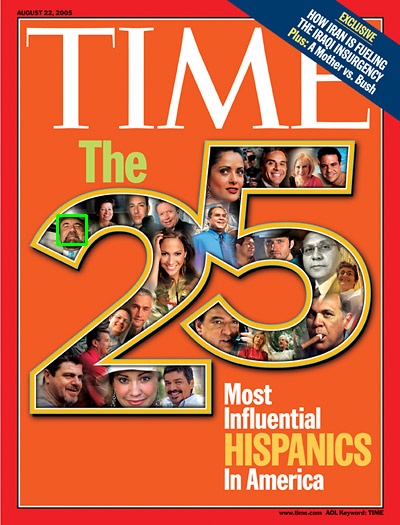 AUGUST 22, 2005
EXCLUSIVE
HOW IRAN IS FUELING
THE IRAQI INSURGENCY
Plus: A Mother vs. Bush
TIME
The
25
Most
Influential
HISPANICS
In America
www.time.com AOL Keyword: TIME